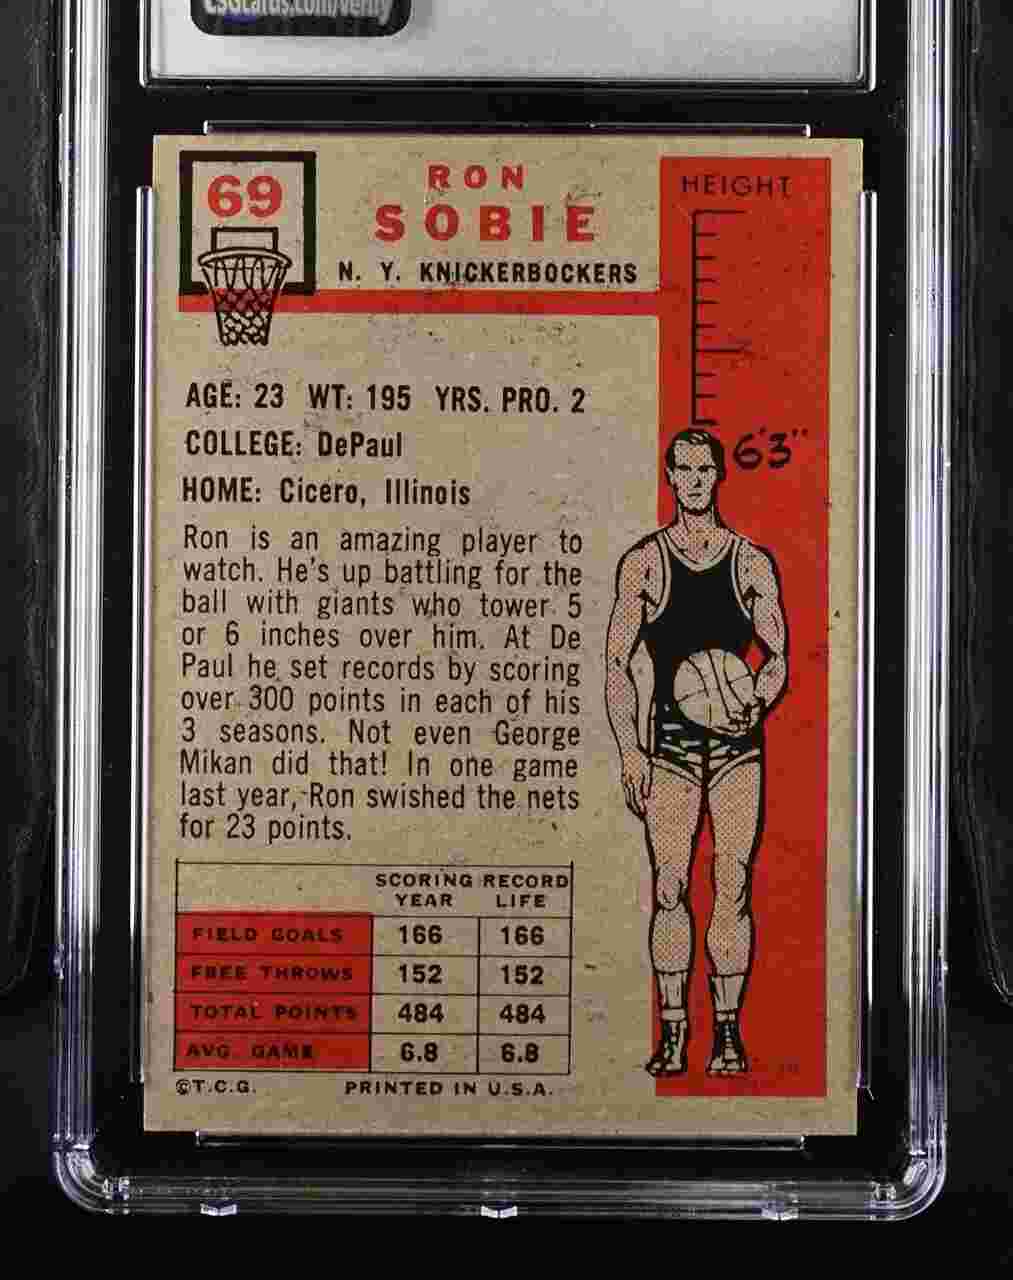 CSGcards.com/verify
69
RON
SOBIE
N. Y. KNICKERBOCKERS
HEIGHT
6'3"
AGE: 23 WT: 195 YRS. PRO. 2
COLLEGE: DePaul
HOME: Cicero, Illinois
Ron is an amazing player to
watch. He's up battling for the
ball with giants who tower 5
or 6 inches over him. At De
Paul he set records by scoring
over 300 points in each of his
3 seasons. Not even George
Mikan did that! In one game
last year, Ron swished the nets
for 23 points.
SCORING RECORD
YEAR LIFE
FIELD GOALS 166 166
FREE THROWS 152 152
TOTAL POINTS 484 484
AVG. GAME 6.8 6.8
©T.C.G. PRINTED IN U.S.A.